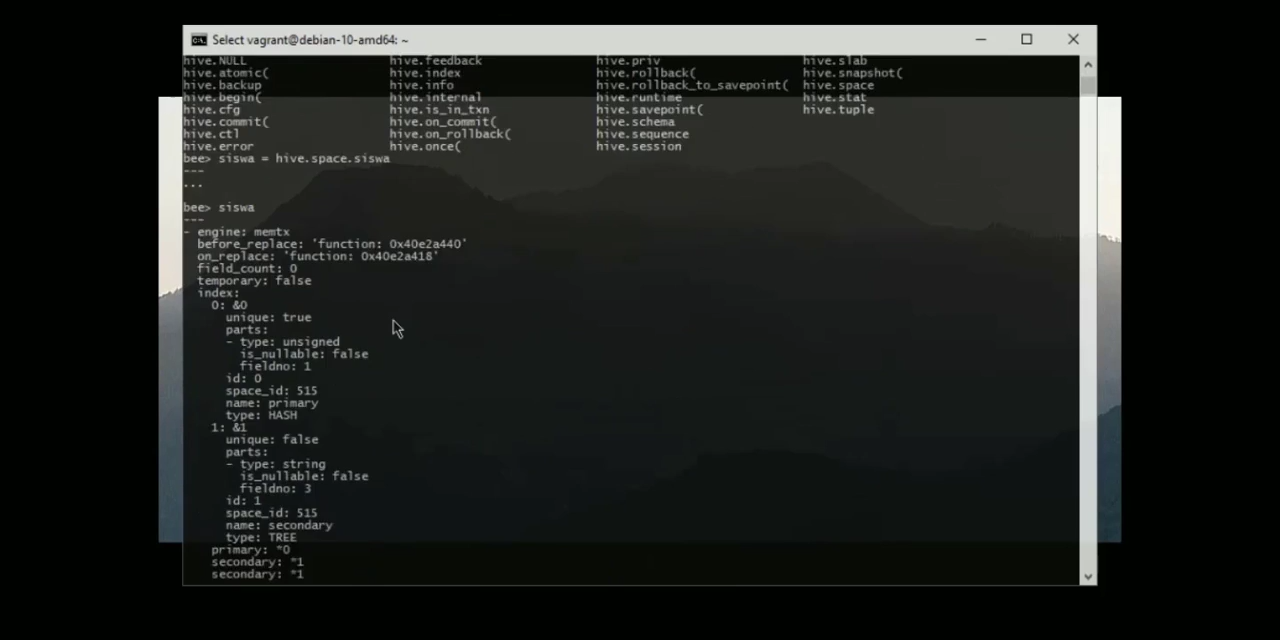 Select vagrant@debian-10-amd64: ~
hive.NULL hive.feedback hive.priv hive.slab
hive.atomic( hive.index hive.rollback( hive.snapshot(
hive.backup hive.info hive.rollback_to_savepoint( hive.space
hive.begin( hive.internal hive.runtime hive.stat
hive.cfg hive.is_in_txn hive.savepoint( hive.tuple
hive.commit( hive.on_commit( hive.schema
hive.ctl hive.on_rollback( hive.sequence
hive.error hive.once( hive.session
bee> siswa = hive.space.siswa
---
...
bee> siswa
---
- engine: memtx
before_replace: 'function: 0x40e2a440'
on_replace: 'function: 0x40e2a418'
field_count: 0
temporary: false
index:
0: &0
unique: true
parts:
- type: unsigned
is_nullable: false
fieldno: 1
id: 0
space_id: 515
name: primary
type: HASH
1: &1
unique: false
parts:
- type: string
is_nullable: false
fieldno: 3
id: 1
space_id: 515
name: secondary
type: TREE
primary: *0
secondary: *1
secondary: *1